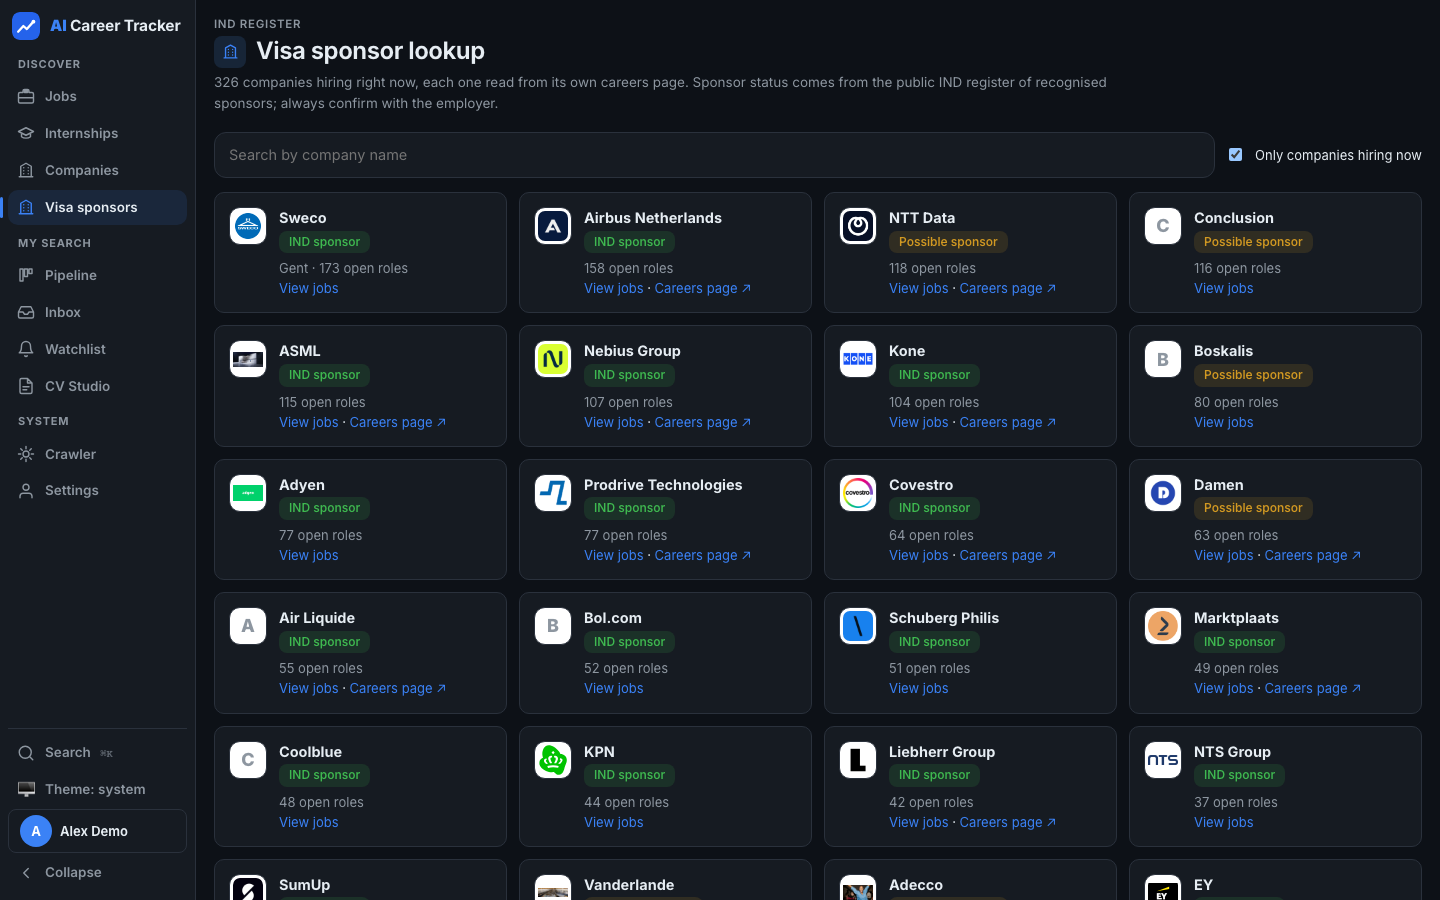 AI Career Tracker
DISCOVER
Jobs
Internships
Companies
Visa sponsors
MY SEARCH
Pipeline
Inbox
Watchlist
CV Studio
SYSTEM
Crawler
Settings
Search ⌘K
Theme: system
A Alex Demo
Collapse
IND REGISTER
Visa sponsor lookup
326 companies hiring right now, each one read from its own careers page. Sponsor status comes from the public IND register of recognised
sponsors; always confirm with the employer.
Search by company name
Only companies hiring now
SWECO
Sweco
IND sponsor
Gent · 173 open roles
View jobs
Airbus Netherlands
IND sponsor
158 open roles
View jobs · Careers page ↗
NTT Data
Possible sponsor
118 open roles
View jobs · Careers page ↗
C
Conclusion
Possible sponsor
116 open roles
View jobs
ASML
IND sponsor
115 open roles
View jobs · Careers page ↗
Nebius Group
IND sponsor
107 open roles
View jobs · Careers page ↗
KONE
Kone
IND sponsor
104 open roles
View jobs · Careers page ↗
B
Boskalis
Possible sponsor
80 open roles
View jobs
adyen
Adyen
IND sponsor
77 open roles
View jobs
Prodrive Technologies
IND sponsor
77 open roles
View jobs · Careers page ↗
covestro
Covestro
IND sponsor
64 open roles
View jobs · Careers page ↗
D
Damen
Possible sponsor
63 open roles
View jobs · Careers page ↗
A
Air Liquide
IND sponsor
55 open roles
View jobs · Careers page ↗
B
Bol.com
IND sponsor
52 open roles
View jobs
\
Schuberg Philis
IND sponsor
51 open roles
View jobs
Marktplaats
IND sponsor
49 open roles
View jobs · Careers page ↗
C
Coolblue
IND sponsor
48 open roles
View jobs
KPN
IND sponsor
44 open roles
View jobs
L
Liebherr Group
IND sponsor
42 open roles
View jobs · Careers page ↗
NTS
NTS Group
IND sponsor
37 open roles
View jobs
SumUp
Vanderlande
Adecco
EY
EY